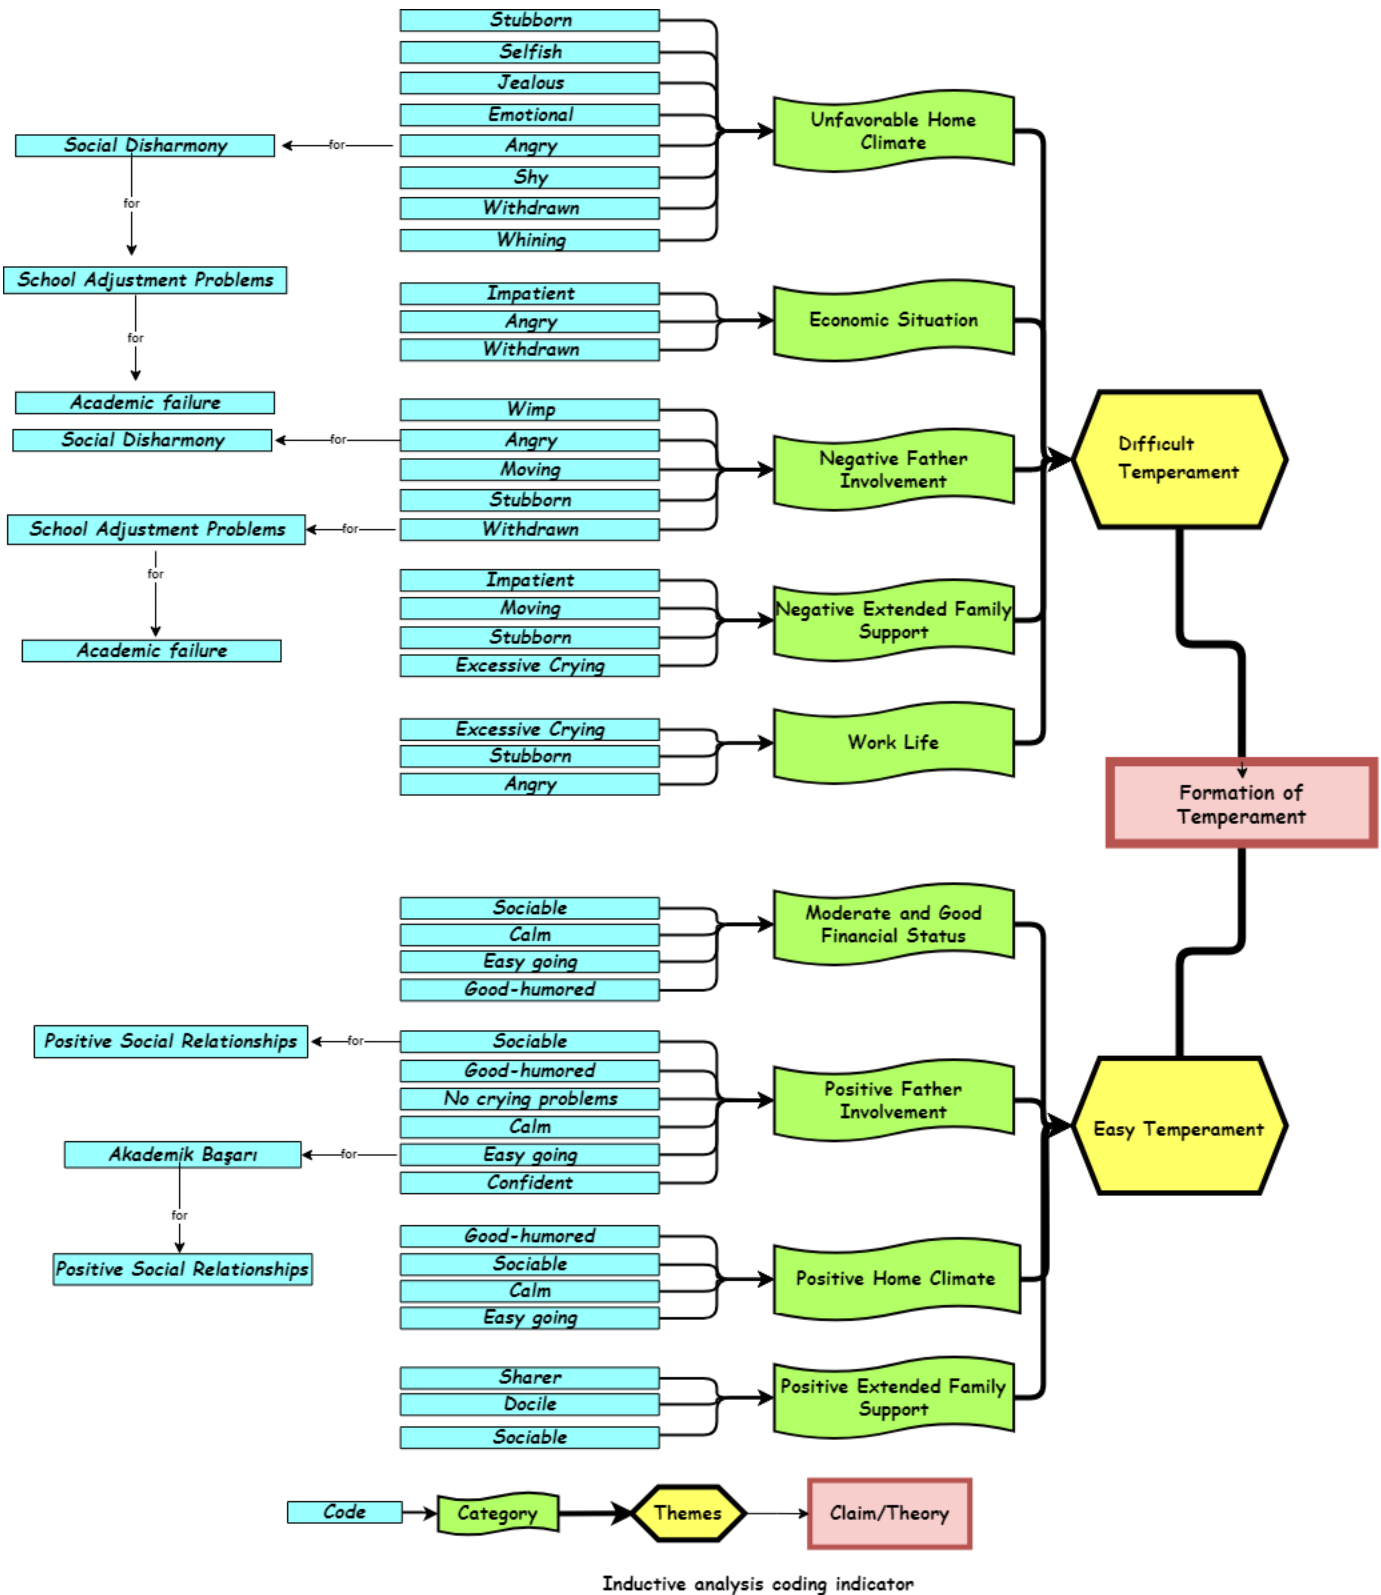 Stubborn
Selfish
Jealous
Emotional
Angry
Shy
Withdrawn
Whining
Unfavorable Home
Climate
Social Disharmony
for
for
School Adjustment Problems
for
Academic failure
Impatient
Angry
Withdrawn
Economic Situation
Wimp
Angry
Moving
Stubborn
Withdrawn
Negative Father
Involvement
Social Disharmony
for
School Adjustment Problems
for
for
Academic failure
Impatient
Moving
Stubborn
Excessive Crying
Negative Extended Family
Support
Excessive Crying
Stubborn
Angry
Work Life
Difficult
Temperament
Formation of
Temperament
Sociable
Calm
Easy going
Good-humored
Moderate and Good
Financial Status
Positive Social Relationships
for
Sociable
Good-humored
No crying problems
Calm
Easy going
Confident
Positive Father
Involvement
Akademik Başarı
for
for
Positive Social Relationships
Easy Temperament
Good-humored
Sociable
Calm
Easy going
Positive Home Climate
Sharer
Docile
Sociable
Positive Extended Family
Support
Code
Category
Themes
Claim/Theory
Inductive analysis coding indicator